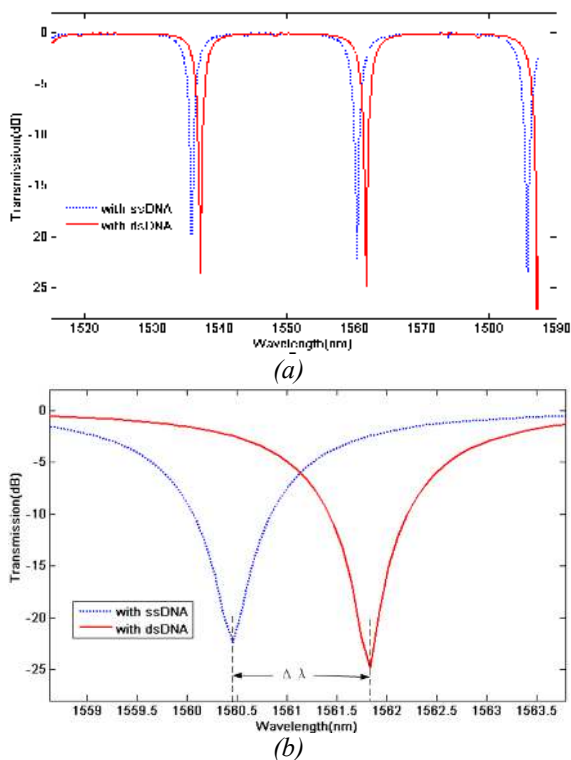 0
-5
-10
-15
20
25
Transmission(dB)
with ssDNA
with dsDNA
1520 1530 1540 1550 1560 1570 1580 1590
Wavelength(nm)
(a)
0
-5
-10
-15
-20
-25
Transmission(dB)
with ssDNA
with dsDNA
Δ λ
1559 1559.5 1560 1560.5 1561 1561.5 1562 1562.5 1563 1563.5
Wavelength(nm)
(b)